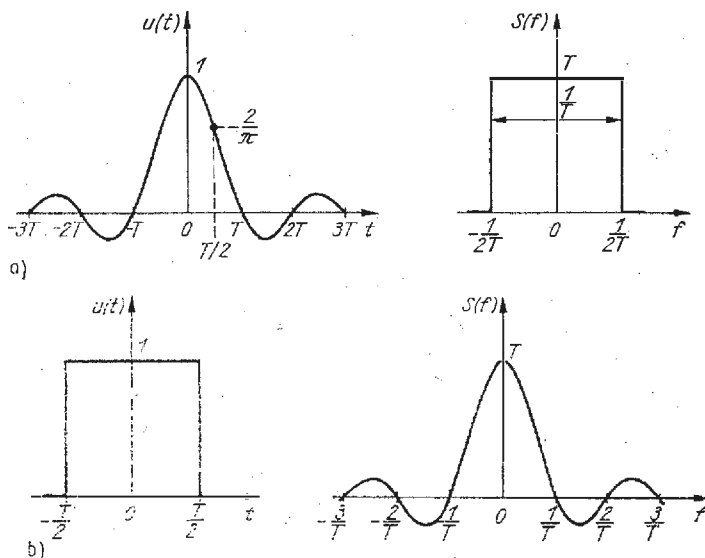 u(t)
1
2/π
-3T -2T -T 0 T 2T 3T t
T/2
S(f)
T
1/T
-1/2T 0 1/2T f
a)
u(t)
1
-T/2 0 T/2 t
S(f)
T
-3/T -2/T -1/T 0 1/T 2/T 3/T f
b)